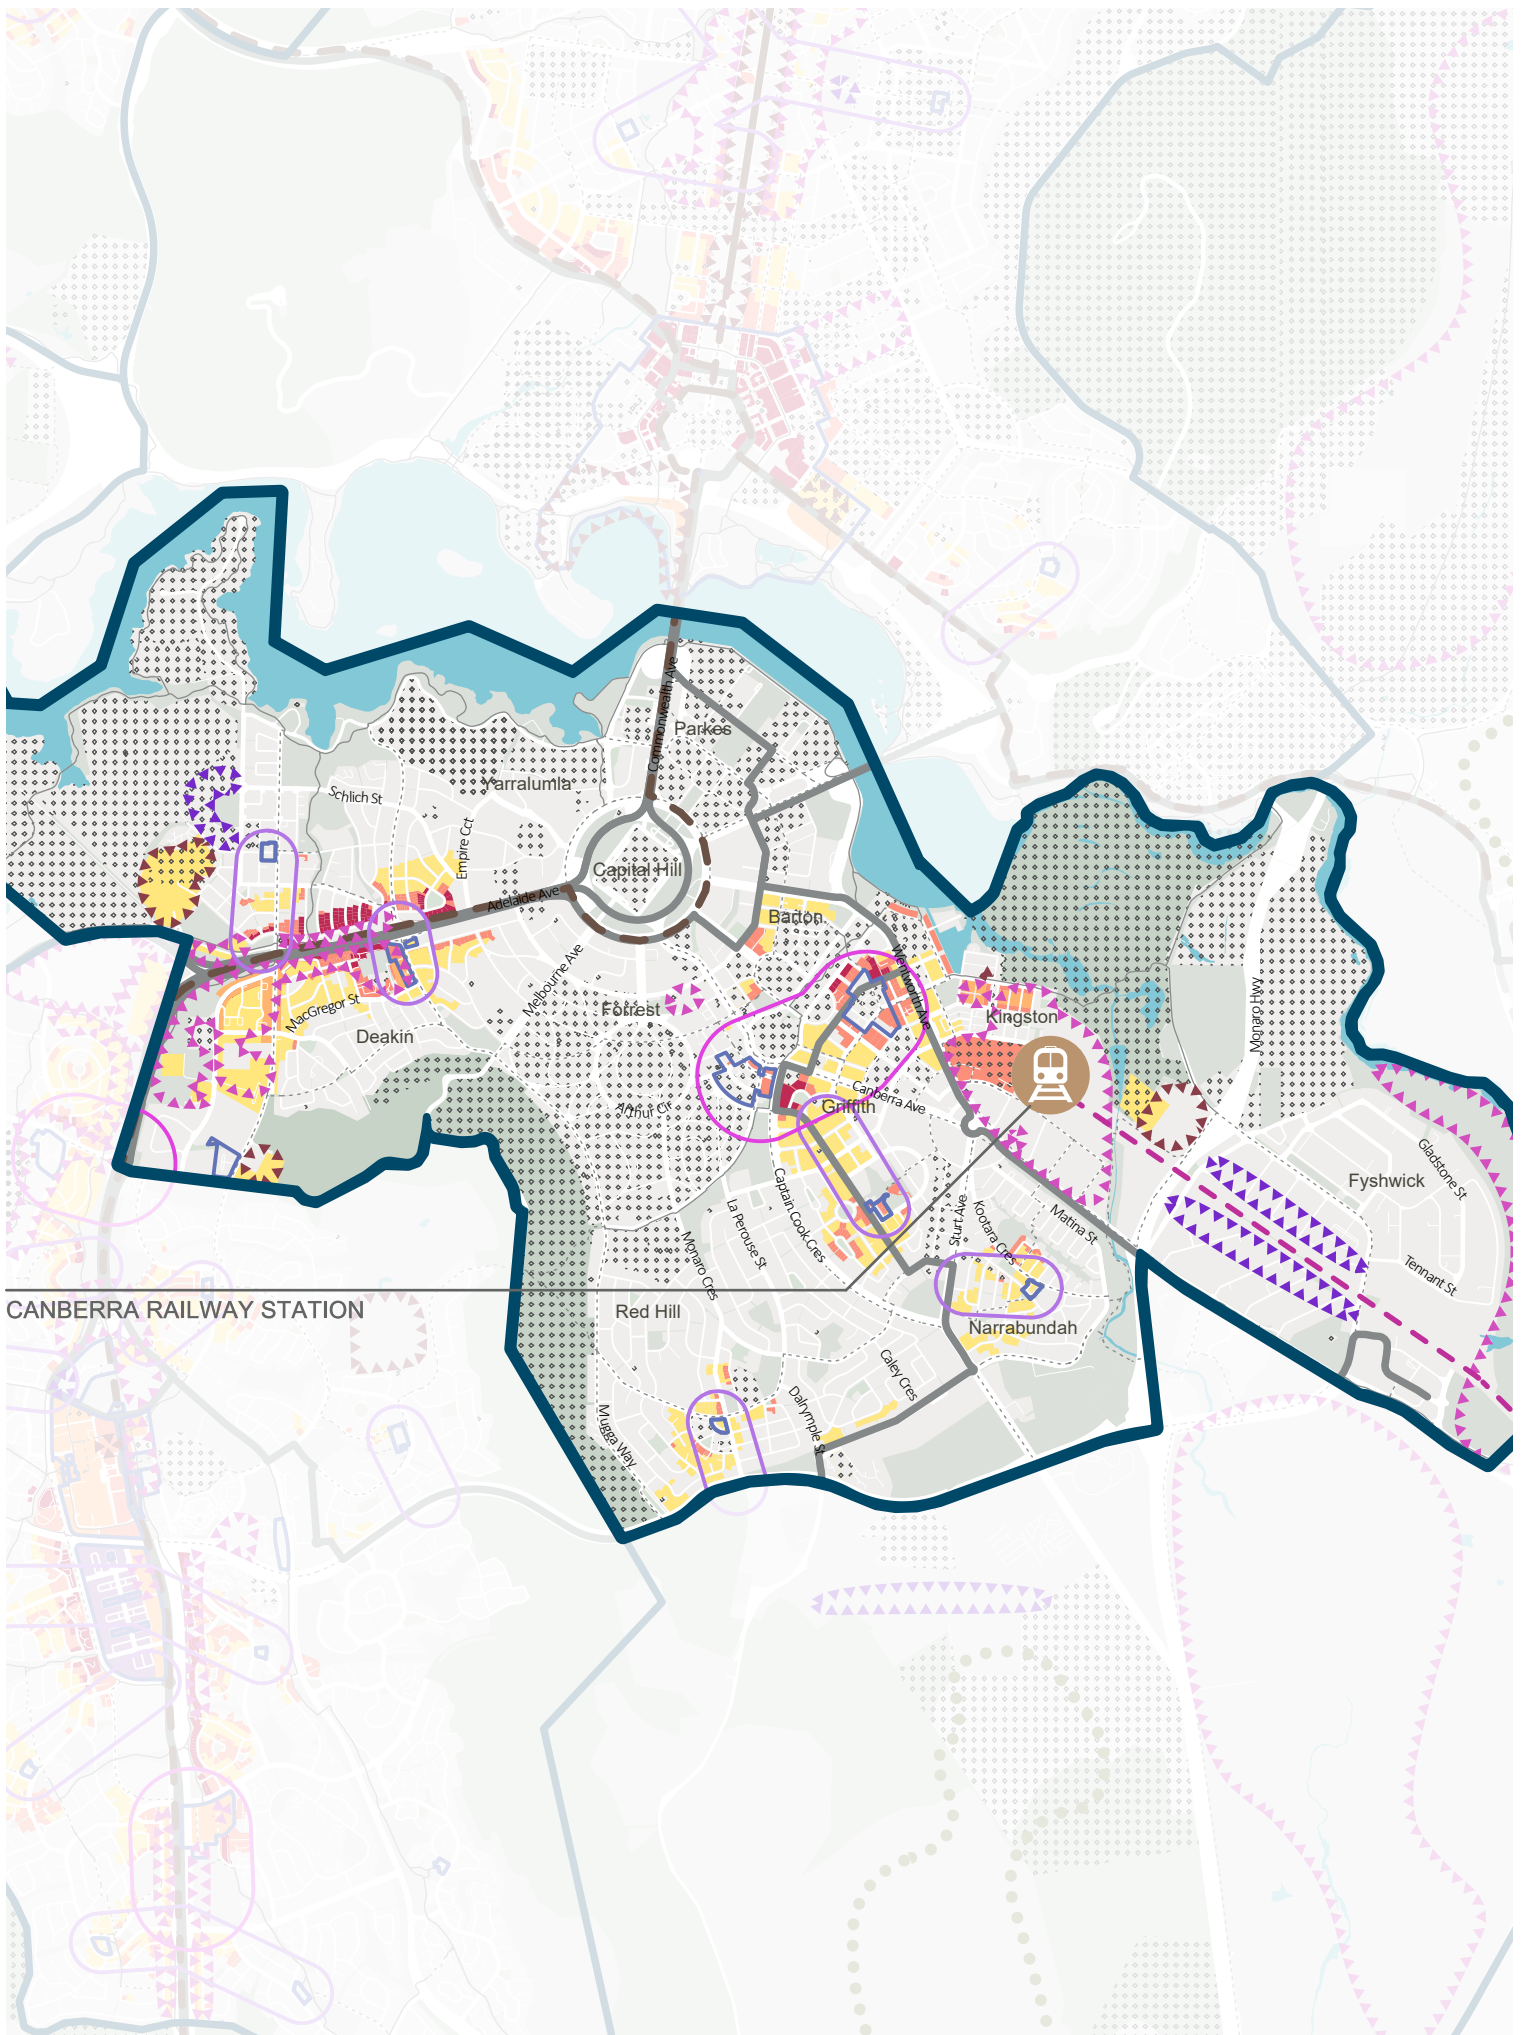 Commonwealth Ave
Parkes
Yarralumla
Schlich St
Empire Cct
Capital Hill
Adelaide Ave
Barton
Melbourne Ave
Wentworth Ave
Monaro Hwy
MacGregor St
Forrest
Kingston
Deakin
Canberra Ave
Griffith
Arthur Cir
Gladstone St
Fyshwick
Captain Cook Cres
La Perouse St
Sturt Ave
Kootara Cres
Matina St
Monaro Cres
Tennant St
CANBERRA RAILWAY STATION
Red Hill
Narrabundah
Caley Cres
Dalrymple St
Mugga Way